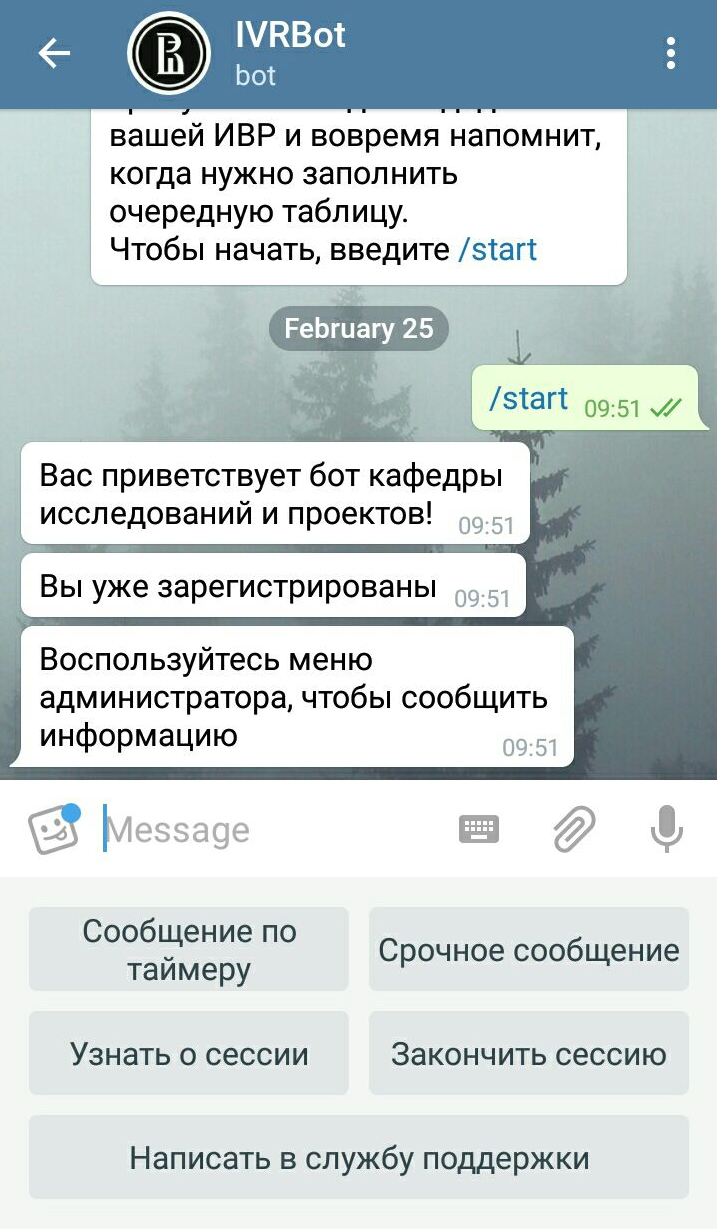 IVRBot
bot
вашей ИВР и вовремя напомнит,
когда нужно заполнить
очередную таблицу.
Чтобы начать, введите /start
February 25
/start 09:51
Вас приветствует бот кафедры
исследований и проектов! 09:51
Вы уже зарегистрированы 09:51
Воспользуйтесь меню
администратора, чтобы сообщить
информацию 09:51
Message
Сообщение по
таймеру
Срочное сообщение
Узнать о сессии
Закончить сессию
Написать в службу поддержки